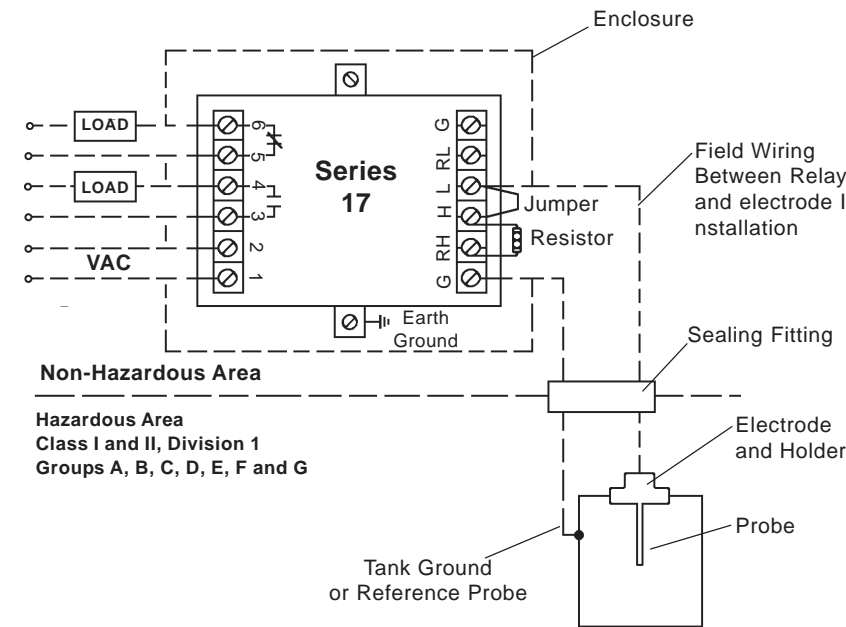 Enclosure
LOAD
LOAD
VAC
6
5
4
3
2
1
Series
17
G
RL
L
H
RH
G
Jumper
Resistor
Earth
Ground
Field Wiring
Between Relay
and electrode I
nstallation
Sealing Fitting
Non-Hazardous Area
Hazardous Area
Class I and II, Division 1
Groups A, B, C, D, E, F and G
Electrode
and Holder
Probe
Tank Ground
or Reference Probe